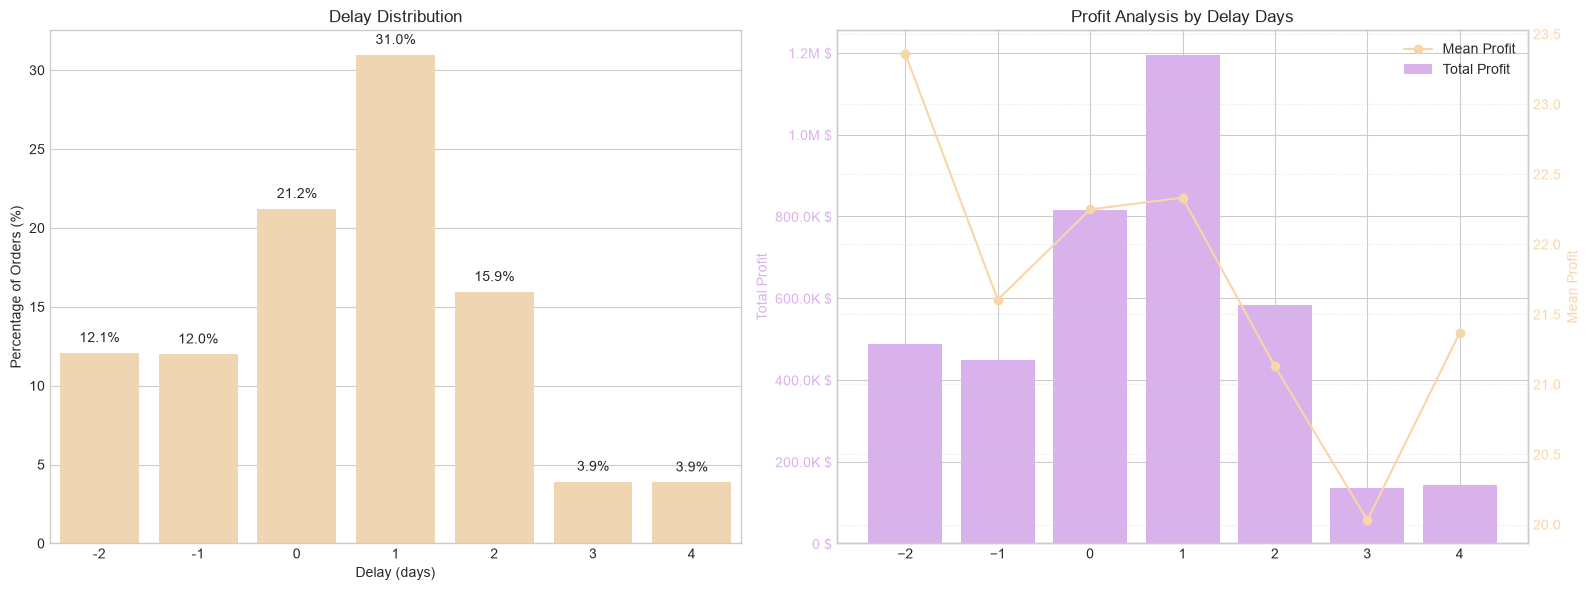 Delay Distribution
Percentage of Orders (%)
30
25
20
15
10
5
0
12.1%
12.0%
21.2%
31.0%
15.9%
3.9%
3.9%
-2 -1 0 1 2 3 4
Delay (days)
Profit Analysis by Delay Days
Total Profit
1.2M $
1.0M $
800.0K $
600.0K $
400.0K $
200.0K $
0 $
Mean Profit
Total Profit
−2 −1 0 1 2 3 4
23.5
23.0
22.5
22.0
21.5
21.0
20.5
20.0
Mean Profit